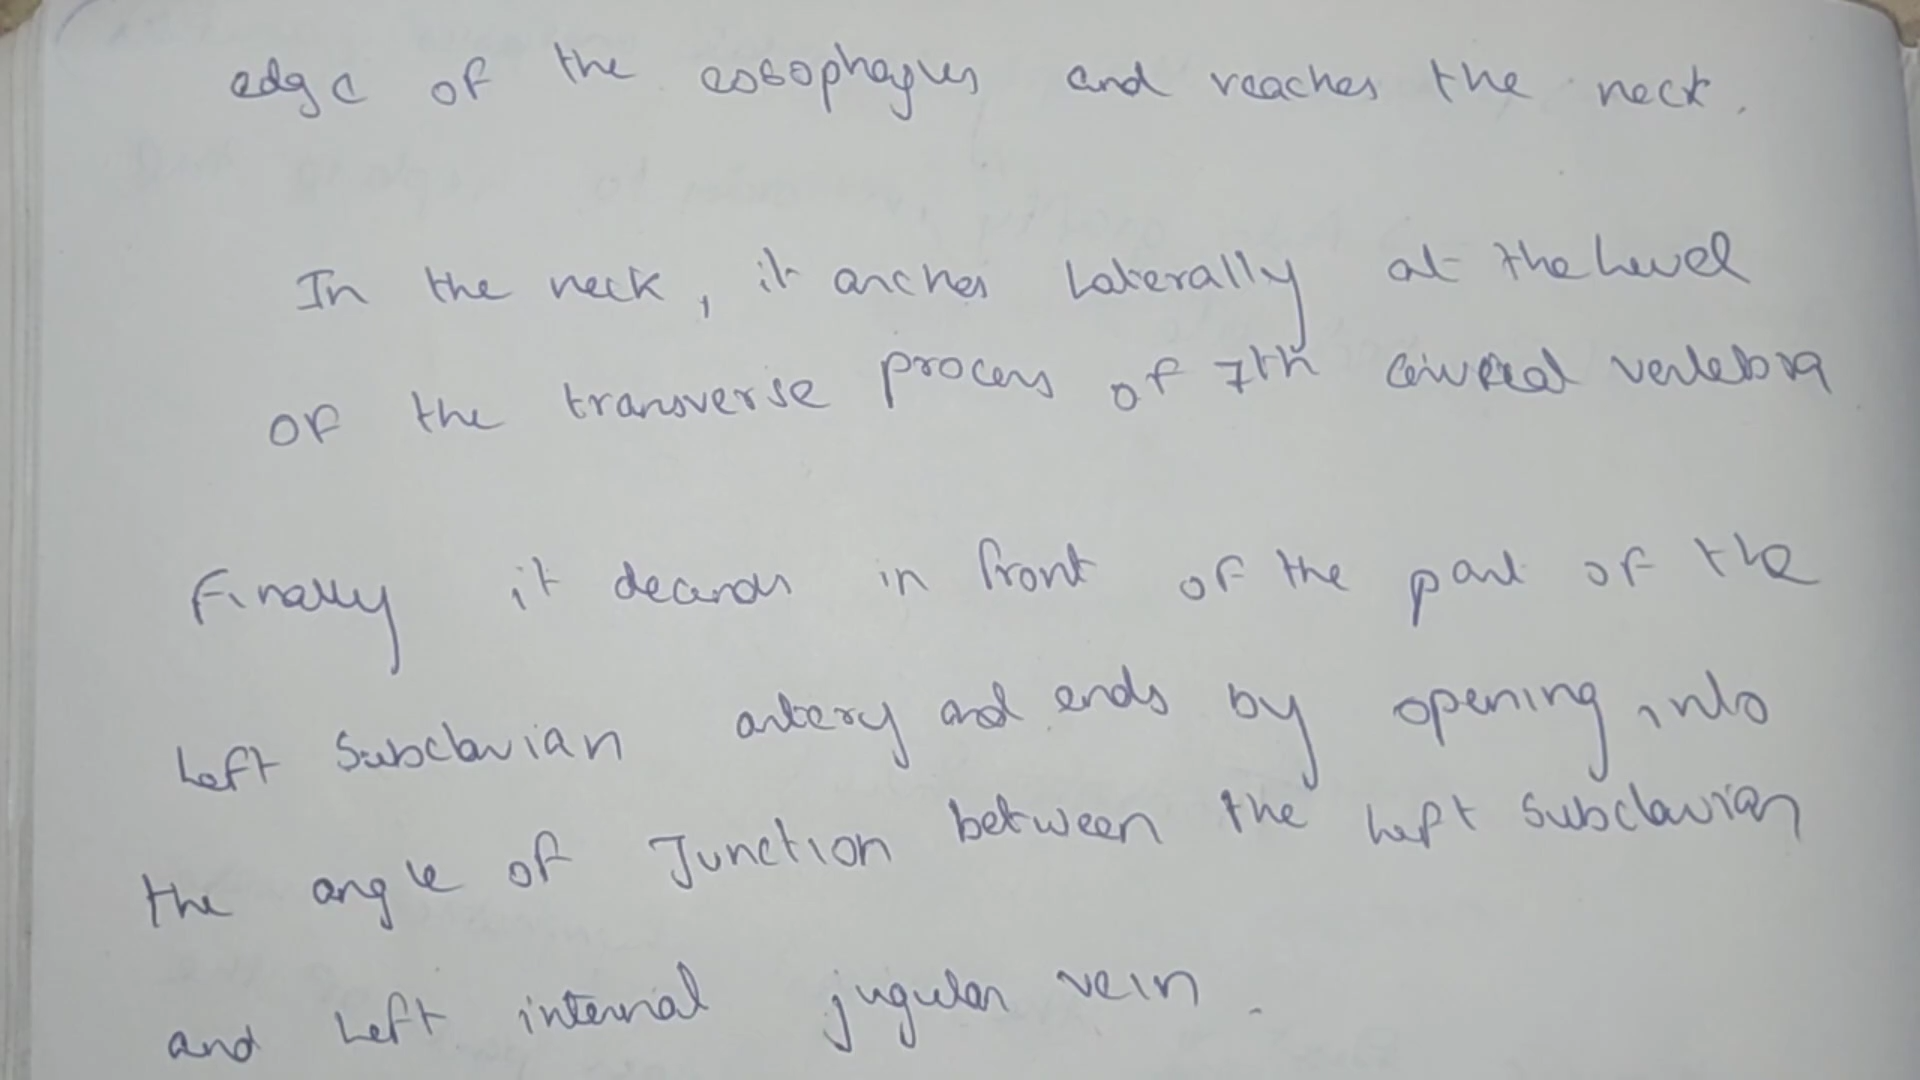 edge of the eosophagus and reaches the neck.
In the neck, it arches Laterally at the Level
of the transverse process of 7th cervical vertebra
Finally it decands in front of the part of the
Left Subclavian artery and ends by opening into
the angle of Junction between the Left Subclavian
and Left internal jugular vein.